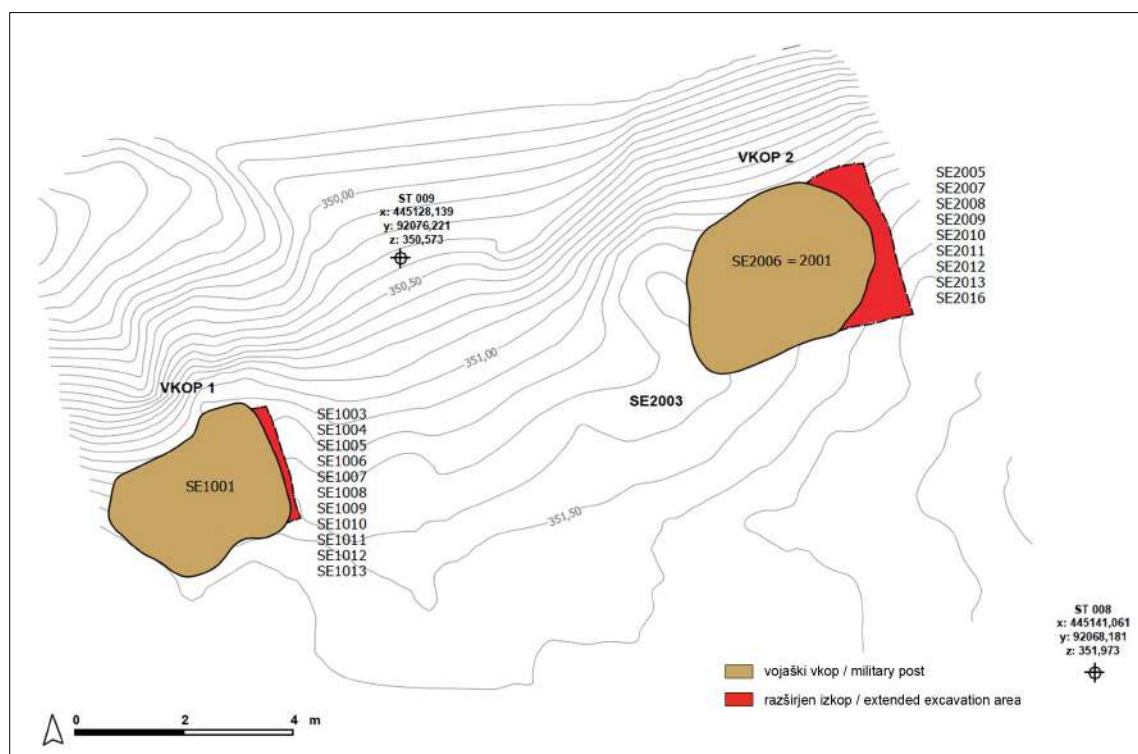 350,00
ST 009
x: 445128,139
y: 92076,221
z: 350,573
350,50
351,00
351,50
VKOP 2
SE2006 = 2001
SE2005
SE2007
SE2008
SE2009
SE2010
SE2011
SE2012
SE2013
SE2016
SE2003
VKOP 1
SE1001
SE1003
SE1004
SE1005
SE1006
SE1007
SE1008
SE1009
SE1010
SE1011
SE1012
SE1013
ST 008
x: 445141,061
y: 92068,181
z: 351,973
vojaški vkop / military post
razširjen izkop / extended excavation area
0 2 4 m